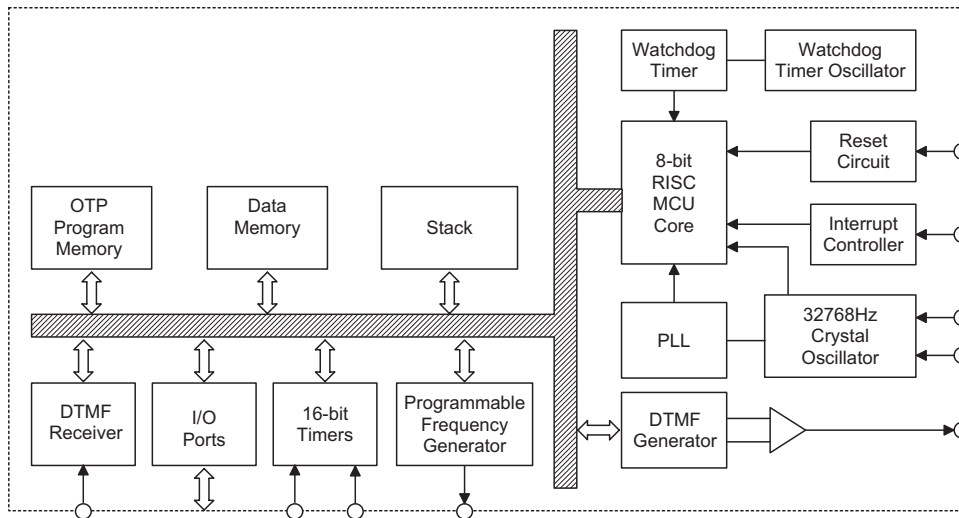 Watchdog
Timer
Watchdog
Timer Oscillator
8-bit
RISC
MCU
Core
Reset
Circuit
Interrupt
Controller
OTP
Program
Memory
Data
Memory
Stack
PLL
32768Hz
Crystal
Oscillator
DTMF
Receiver
I/O
Ports
16-bit
Timers
Programmable
Frequency
Generator
DTMF
Generator